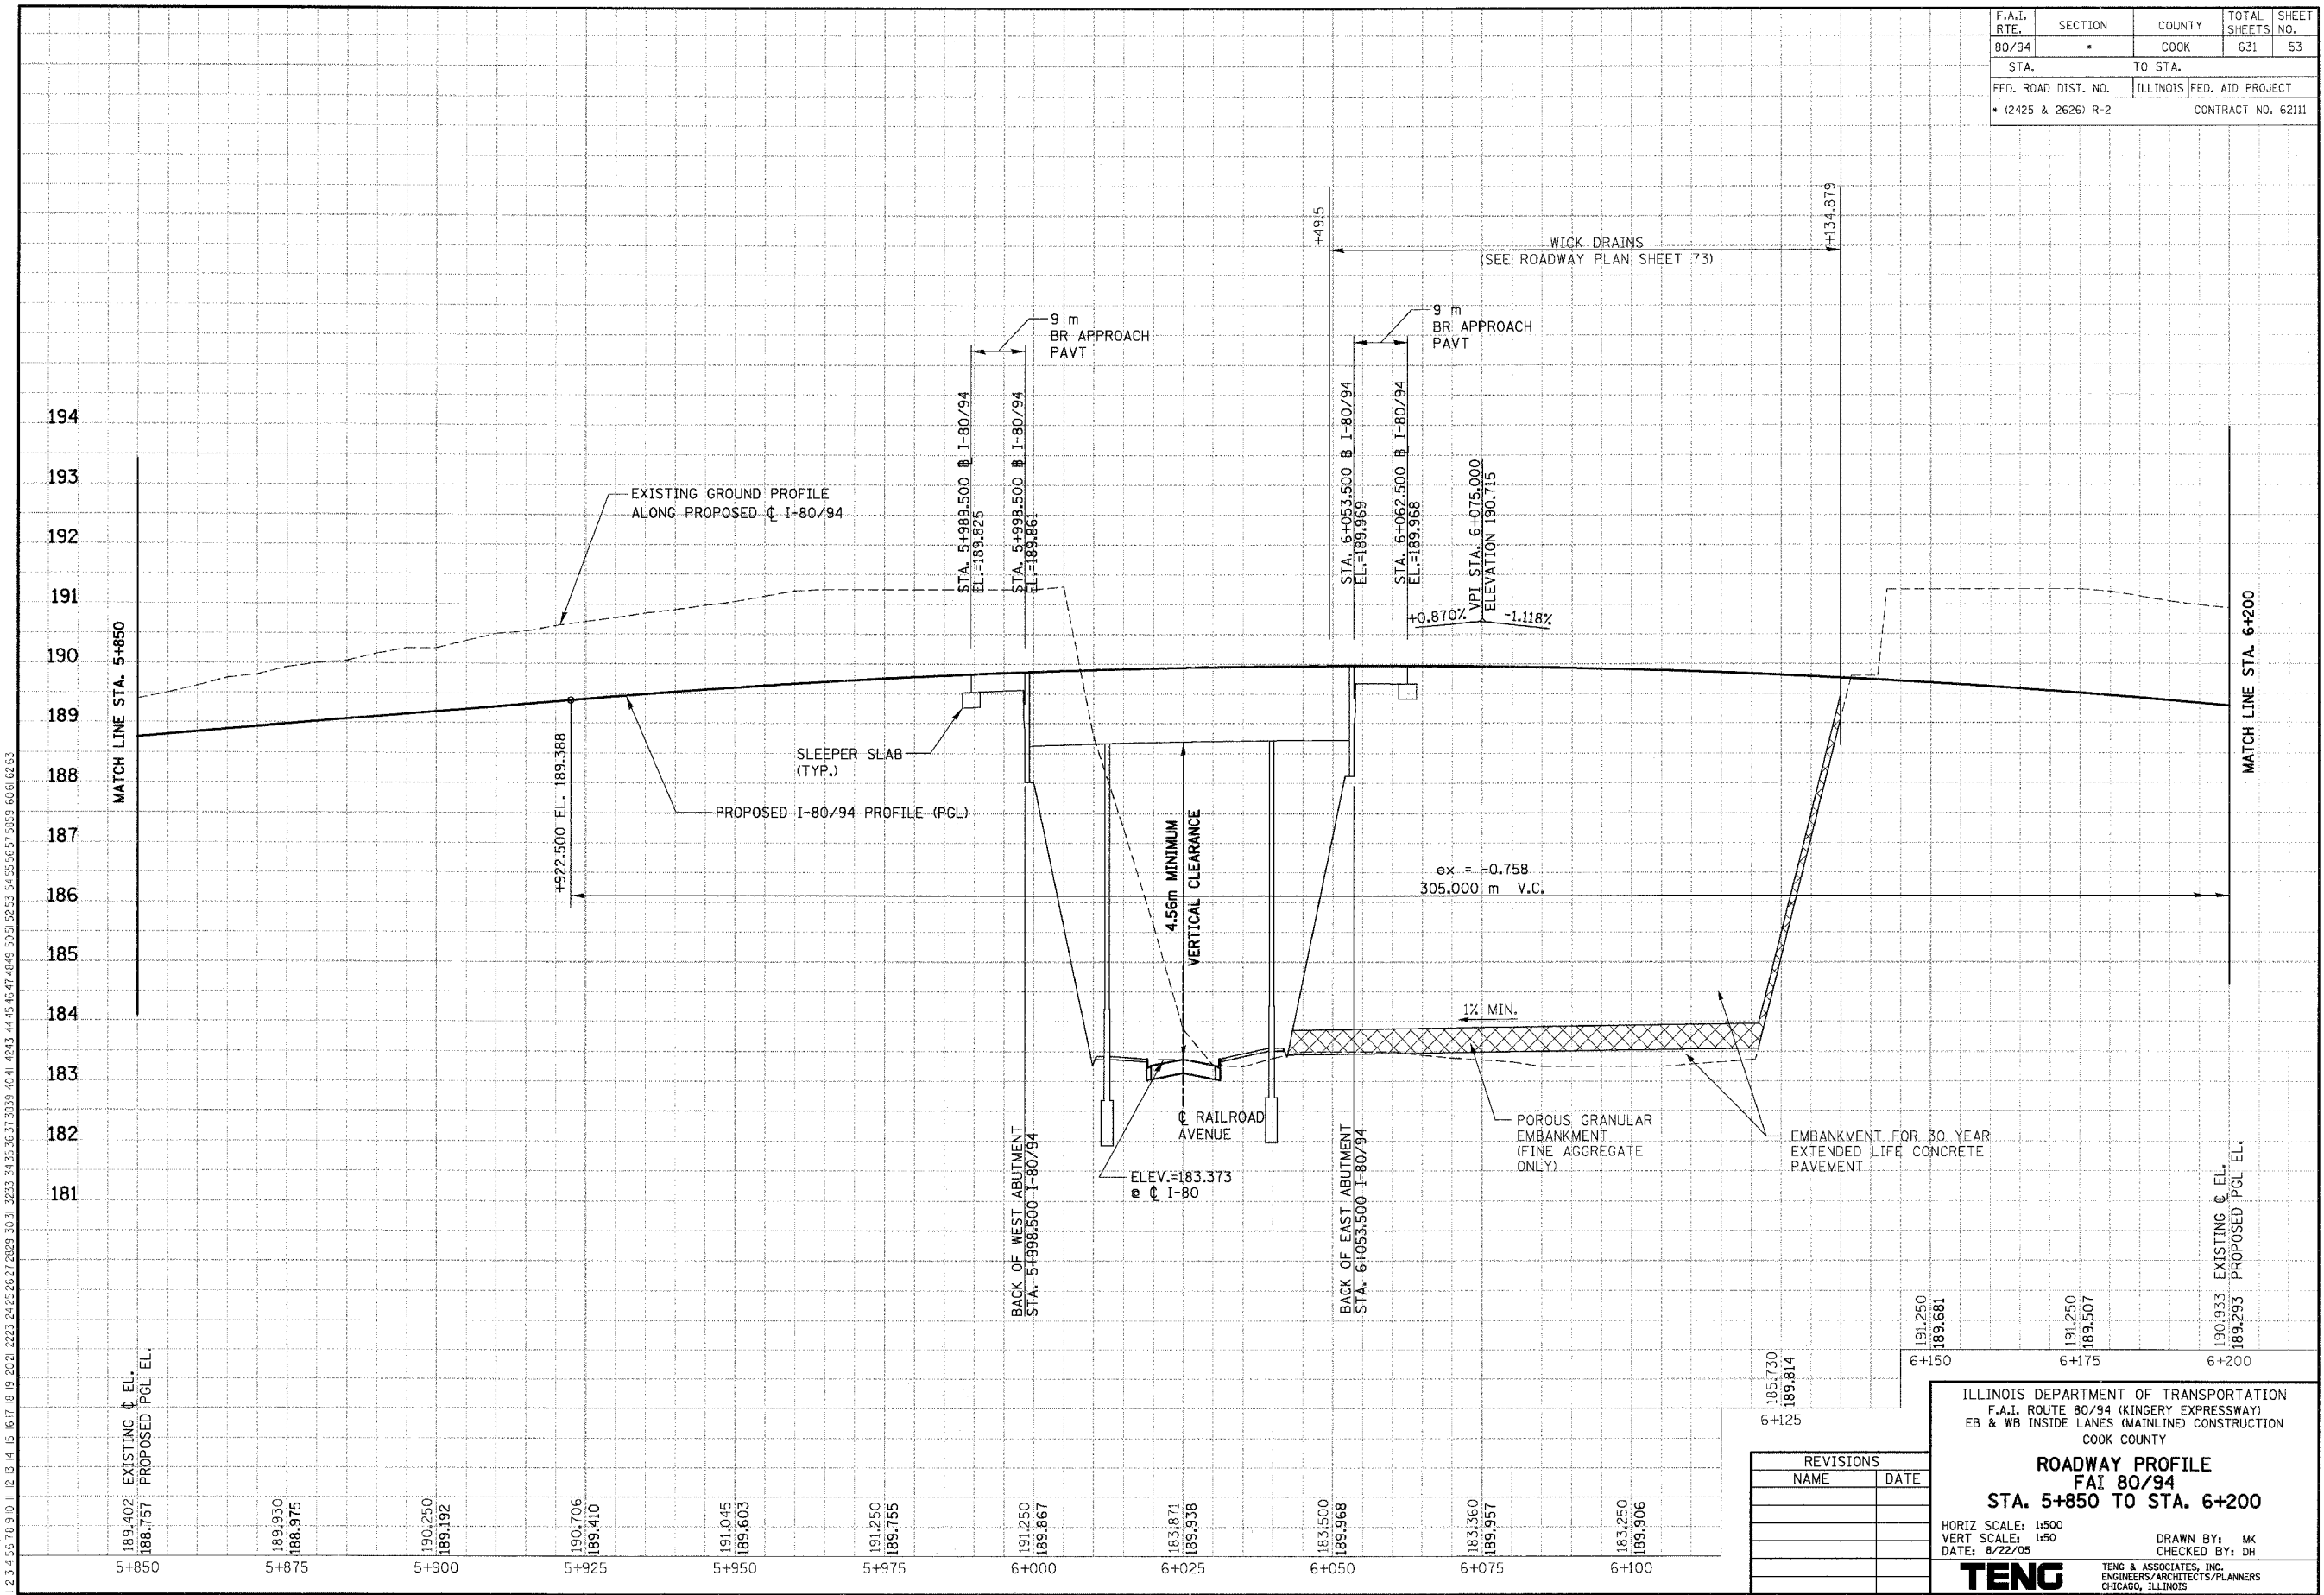 F.A.I. RTE. SECTION COUNTY TOTAL SHEETS SHEET NO.
80/94 * COOK 631 53
STA. TO STA.
FED. ROAD DIST. NO. ILLINOIS FED. AID PROJECT
* (2425 & 2626) R-2 CONTRACT NO. 62111
+49.5
+134.879
WICK DRAINS
(SEE ROADWAY PLAN SHEET 73)
9 m
BR APPROACH
PAVT
9 m
BR APPROACH
PAVT
194
193
192
191
190
189
188
187
186
185
184
183
182
181
MATCH LINE STA. 5+850
EXISTING GROUND PROFILE
ALONG PROPOSED ℄ I-80/94
STA. 5+989.500 B I-80/94
EL.=189.825
STA. 5+998.500 B I-80/94
EL.=189.861
STA. 6+053.500 B I-80/94
EL.=189.969
STA. 6+062.500 B I-80/94
EL.=189.968
VPI STA. 6+075.000
ELEVATION 190.715
+0.870%
-1.118%
MATCH LINE STA. 6+200
+922.500 EL. 189.388
SLEEPER SLAB
(TYP.)
PROPOSED I-80/94 PROFILE (PGL)
4.56m MINIMUM
VERTICAL CLEARANCE
ex = -0.758
305.000 m V.C.
1% MIN.
℄ RAILROAD
AVENUE
ELEV.=183.373
@ ℄ I-80
BACK OF WEST ABUTMENT
STA. 5+998.500 I-80/94
BACK OF EAST ABUTMENT
STA. 6+053.500 I-80/94
POROUS GRANULAR
EMBANKMENT
(FINE AGGREGATE
ONLY)
EMBANKMENT FOR 30 YEAR
EXTENDED LIFE CONCRETE
PAVEMENT
189.402 EXISTING ℄ EL.
188.757 PROPOSED PGL EL.
189.930
188.975
190.250
189.192
190.706
189.410
191.045
189.603
191.250
189.755
191.250
189.867
183.871
189.938
183.500
189.968
183.360
189.957
183.250
189.906
185.730
189.814
191.250
189.681
191.250
189.507
190.933 EXISTING ℄ EL.
189.293 PROPOSED PGL EL.
5+850 5+875 5+900 5+925 5+950 5+975 6+000 6+025 6+050 6+075 6+100
6+125
6+150 6+175 6+200
REVISIONS
NAME DATE
ILLINOIS DEPARTMENT OF TRANSPORTATION
F.A.I. ROUTE 80/94 (KINGERY EXPRESSWAY)
EB & WB INSIDE LANES (MAINLINE) CONSTRUCTION
COOK COUNTY
ROADWAY PROFILE
FAI 80/94
STA. 5+850 TO STA. 6+200
HORIZ SCALE: 1:500
VERT SCALE: 1:50
DATE: 8/22/05
DRAWN BY: MK
CHECKED BY: DH
TENG
TENG & ASSOCIATES, INC.
ENGINEERS/ARCHITECTS/PLANNERS
CHICAGO, ILLINOIS